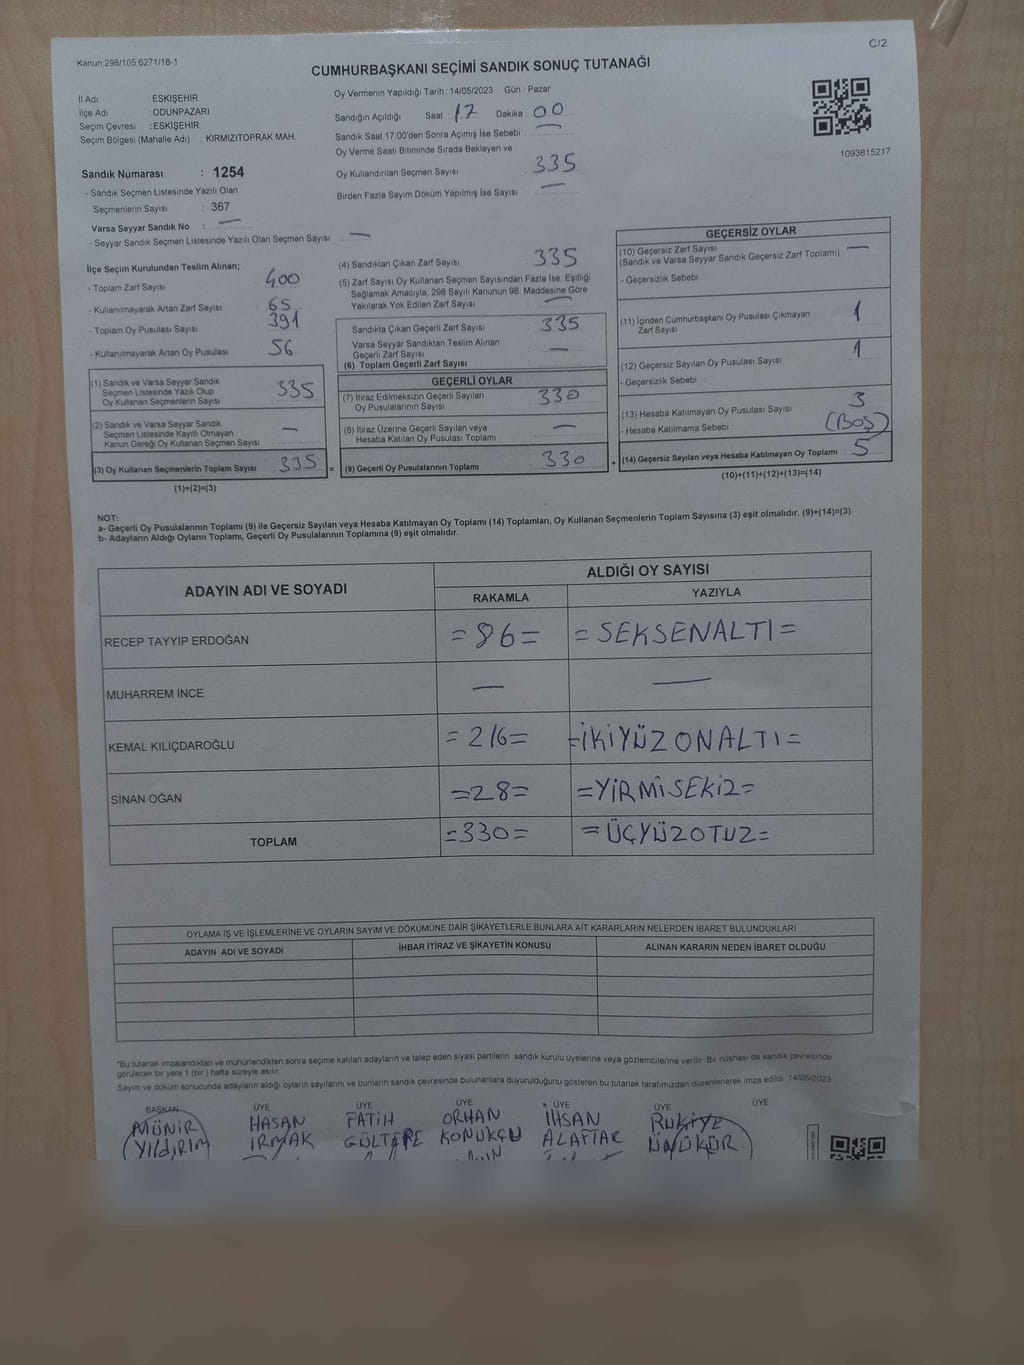 C/2
Kanun:298/105;6271/18-1
CUMHURBAŞKANI SEÇİMİ SANDIK SONUÇ TUTANAĞI
İl Adı : ESKİŞEHİR
İlçe Adı : ODUNPAZARI
Seçim Çevresi : ESKİŞEHİR
Seçim Bölgesi (Mahalle Adı) : KIRMIZITOPRAK MAH.
Oy Vermenin Yapıldığı Tarih : 14/05/2023 Gün : Pazar
Sandığın Açıldığı Saat : 17 Dakika : 00
Sandık Saat 17:00'den Sonra Açımış İse Sebebi : —
Oy Verme Saati Bitiminde Sırada Bekleyen ve
Oy Kullandırılan Seçmen Sayısı : 335
Birden Fazla Sayım Döküm Yapılmış İse Sayısı : —
1093815217
Sandık Numarası : 1254
- Sandık Seçmen Listesinde Yazılı Olan
Seçmenlerin Sayısı : 367
Varsa Seyyar Sandık No : —
- Seyyar Sandık Seçmen Listesinde Yazılı Olan Seçmen Sayısı —
İlçe Seçim Kurulundan Teslim Alınan;
- Toplam Zarf Sayısı 400
- Kullanılmayarak Artan Zarf Sayısı 65
- Toplam Oy Pusulası Sayısı 391
- Kullanılmayarak Artan Oy Pusulası 56
(1) Sandık ve Varsa Seyyar Sandık
Seçmen Listesinde Yazılı Olup
Oy Kullanan Seçmenlerin Sayısı 335
(2) Sandık ve Varsa Seyyar Sandık
Seçmen Listesinde Kayıtlı Olmayan
Kanun Gereği Oy Kullanan Seçmen Sayısı —
(3) Oy Kullanan Seçmenlerin Toplam Sayısı 335 =
(1)+(2)=(3)
(4) Sandıktan Çıkan Zarf Sayısı 335
(5) Zarf Sayısı Oy Kullanan Seçmen Sayısından Fazla İse, Eşitliği
Sağlamak Amacıyla, 298 Sayılı Kanunun 98. Maddesine Göre
Yakılarak Yok Edilen Zarf Sayısı —
Sandıkta Çıkan Geçerli Zarf Sayısı 335
Varsa Seyyar Sandıktan Teslim Alınan
Geçerli Zarf Sayısı —
(6) Toplam Geçerli Zarf Sayısı
GEÇERLİ OYLAR
(7) İtiraz Edilmeksizin Geçerli Sayılan
Oy Pusulalarının Sayısı 330
(8) İtiraz Üzerine Geçerli Sayılan veya
Hesaba Katılan Oy Pusulası Toplamı —
(9) Geçerli Oy Pusulalarının Toplamı 330 +
GEÇERSİZ OYLAR
(10) Geçersiz Zarf Sayısı
(Sandık ve Varsa Seyyar Sandık Geçersiz Zarf Toplamı) —
- Geçersizlik Sebebi
(11) İçinden Cumhurbaşkanı Oy Pusulası Çıkmayan
Zarf Sayısı 1
(12) Geçersiz Sayılan Oy Pusulası Sayısı 1
- Geçersizlik Sebebi
(13) Hesaba Katılmayan Oy Pusulası Sayısı 3
- Hesaba Katılmama Sebebi : (BOŞ)
(14) Geçersiz Sayılan veya Hesaba Katılmayan Oy Toplamı 5
(10)+(11)+(12)+(13)=(14)
NOT:
a- Geçerli Oy Pusulalarının Toplamı (9) ile Geçersiz Sayılan veya Hesaba Katılmayan Oy Toplamı (14) Toplamları, Oy Kullanan Seçmenlerin Toplam Sayısına (3) eşit olmalıdır. (9)+(14)=(3)
b- Adayların Aldığı Oyların Toplamı, Geçerli Oy Pusulalarının Toplamına (9) eşit olmalıdır.
ADAYIN ADI VE SOYADI ALDIĞI OY SAYISI
RAKAMLA YAZIYLA
RECEP TAYYİP ERDOĞAN =86= =SEKSENALTI=
MUHARREM İNCE — —
KEMAL KILIÇDAROĞLU =216= =İKİYÜZONALTI=
SİNAN OĞAN =28= =YİRMİSEKİZ=
TOPLAM =330= =ÜÇYÜZOTUZ=
OYLAMA İŞ VE İŞLEMLERİNE VE OYLARIN SAYIM VE DÖKÜMÜNE DAİR ŞİKAYETLERLE BUNLARA AİT KARARLARIN NELERDEN İBARET BULUNDUKLARI
ADAYIN ADI VE SOYADI İHBAR İTİRAZ VE ŞİKAYETİN KONUSU ALINAN KARARIN NEDEN İBARET OLDUĞU
*Bu tutanak imzalandıktan ve mühürlendikten sonra seçime katılan adayların ve talep eden siyasi partilerin sandık kurulu üyelerine veya gözlemcilerine verilir. Bir nüshası da sandık çevresinde
görülecek bir yere 1 (bir) hafta süreyle asılır.
Sayım ve döküm sonucunda adayların aldığı oyların sayılarını ve bunların sandık çevresinde bulunanlara duyurulduğunu gösteren bu tutanak tarafımızdan düzenlenerek imza edildi. 14/05/2023
BAŞKAN ÜYE ÜYE ÜYE ÜYE ÜYE ÜYE
MÜNİR HASAN FATİH ORHAN İHSAN RUKİYE
YILDIRIM IRMAK GÜLTEPE KONUKÇU ALAFTAR